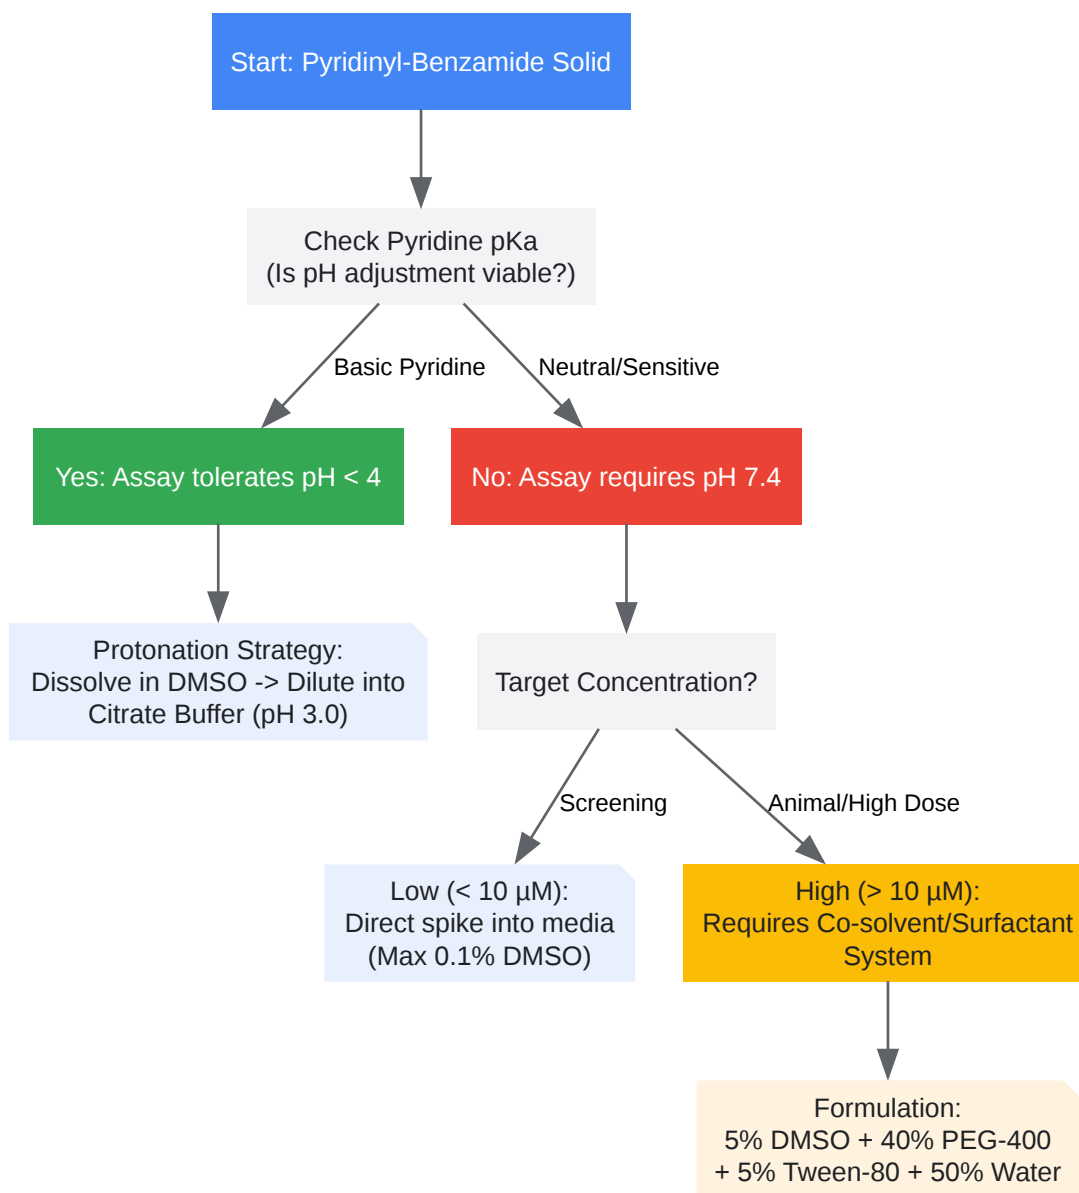 Start: Pyridinyl-Benzamide Solid
Check Pyridine pKa
(Is pH adjustment viable?)
Basic Pyridine
Neutral/Sensitive
Yes: Assay tolerates pH < 4
No: Assay requires pH 7.4
Protonation Strategy:
Dissolve in DMSO -> Dilute into
Citrate Buffer (pH 3.0)
Target Concentration?
Screening
Animal/High Dose
Low (< 10 µM):
Direct spike into media
(Max 0.1% DMSO)
High (> 10 µM):
Requires Co-solvent/Surfactant
System
Formulation:
5% DMSO + 40% PEG-400
+ 5% Tween-80 + 50% Water